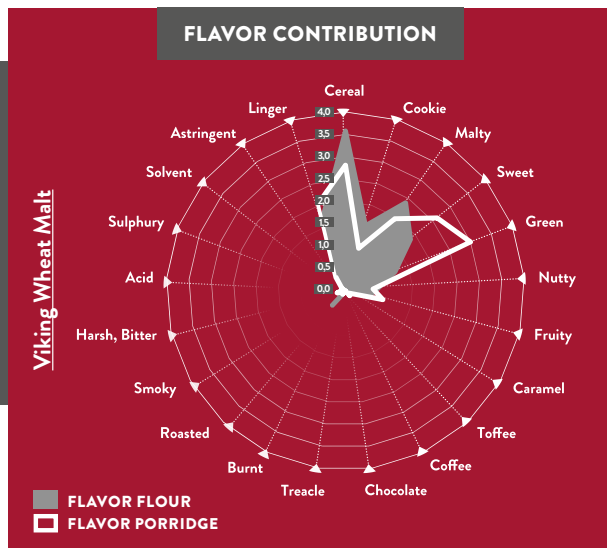 FLAVOR CONTRIBUTION
Cereal
Cookie
Malty
Sweet
Green
Nutty
Fruity
Caramel
Toffee
Coffee
Chocolate
Treacle
Burnt
Roasted
Smoky
Harsh, Bitter
Acid
Sulphury
Solvent
Astringent
Linger
4,0
3,5
3,0
2,5
2,0
1,5
1,0
0,5
0,0
Viking Wheat Malt
FLAVOR FLOUR
FLAVOR PORRIDGE